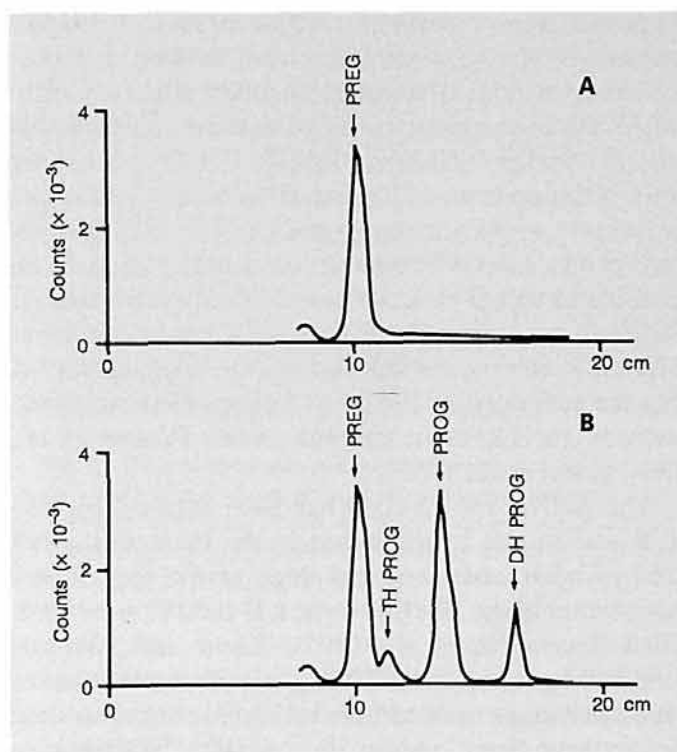 A
PREG
Counts (× 10⁻³)
4
2
0
0
10
20 cm
B
PREG
TH PROG
PROG
DH PROG
Counts (× 10⁻³)
4
2
0
0
10
20 cm